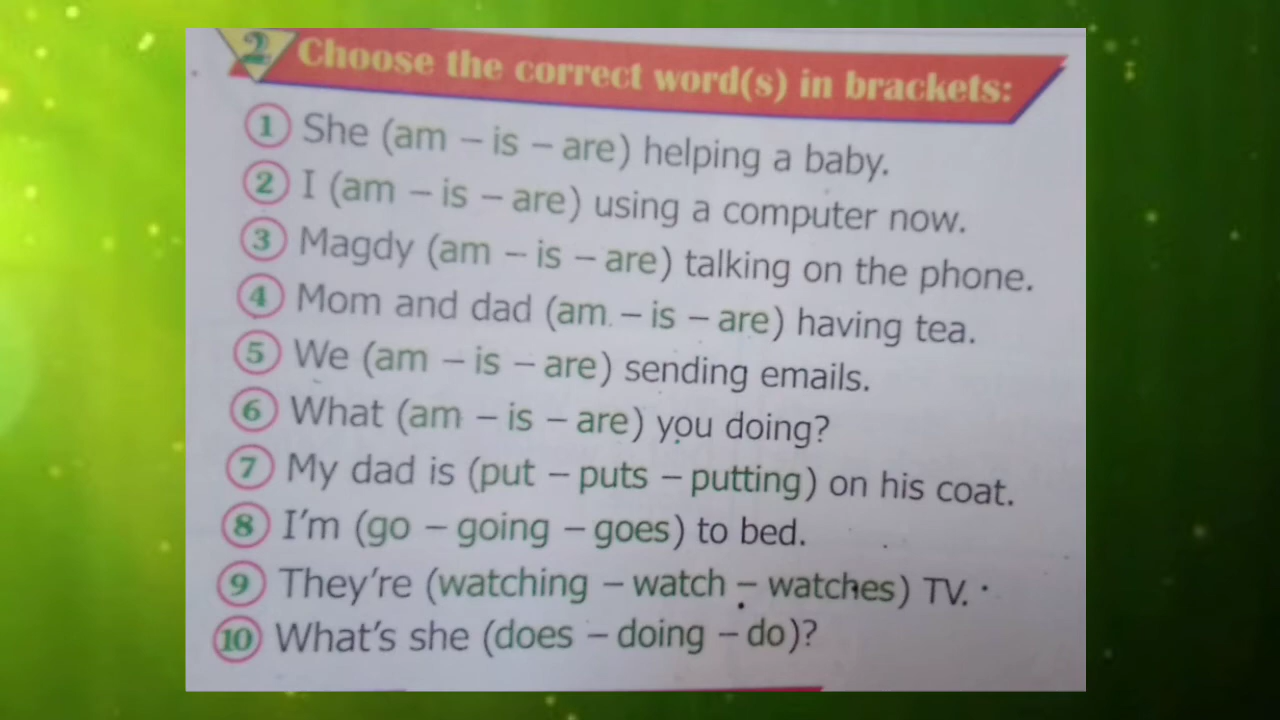 2 Choose the correct word(s) in brackets:
1 She (am – is – are) helping a baby.
2 I (am – is – are) using a computer now.
3 Magdy (am – is – are) talking on the phone.
4 Mom and dad (am – is – are) having tea.
5 We (am – is – are) sending emails.
6 What (am – is – are) you doing?
7 My dad is (put – puts – putting) on his coat.
8 I'm (go – going – goes) to bed.
9 They're (watching – watch – watches) TV.
10 What's she (does – doing – do)?